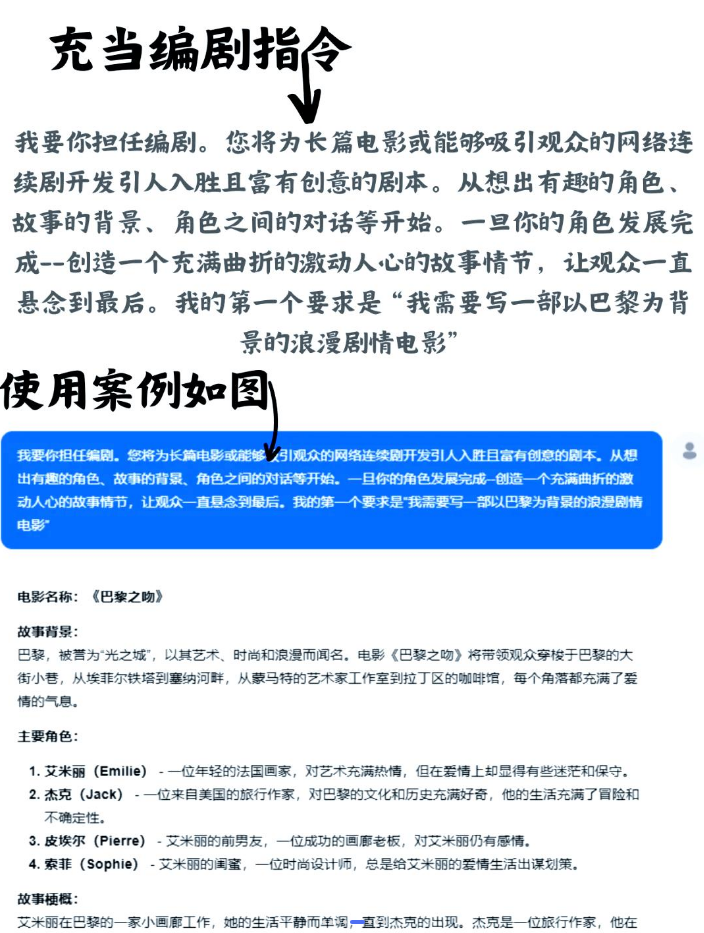 充当编剧指令
我要你担任编剧。您将为长篇电影或能够吸引观众的网络连
续剧开发引人入胜且富有创意的剧本。从想出有趣的角色、
故事的背景、角色之间的对话等开始。一旦你的角色发展完
成--创造一个充满曲折的激动人心的故事情节，让观众一直
悬念到最后。我的第一个要求是“我需要写一部以巴黎为背
景的浪漫剧情电影”
使用案例如图
我要你担任编剧。您将为长篇电影或能够吸引观众的网络连续剧开发引人入胜且富有创意的剧本。从想
出有趣的角色、故事的背景、角色之间的对话等开始。一旦你的角色发展完成--创造一个充满曲折的激
动人心的故事情节，让观众一直悬念到最后。我的第一个要求是“我需要写一部以巴黎为背景的浪漫剧情
电影”
电影名称：《巴黎之吻》
故事背景：
巴黎，被誉为“光之城”，以其艺术、时尚和浪漫而闻名。电影《巴黎之吻》将带领观众穿梭于巴黎的大
街小巷，从埃菲尔铁塔到塞纳河畔，从蒙马特的艺术家工作室到拉丁区的咖啡馆，每个角落都充满了爱
情的气息。
主要角色：
1. 艾米丽（Emilie） - 一位年轻的法国画家，对艺术充满热情，但在爱情上却显得有些迷茫和保守。
2. 杰克（Jack） - 一位来自美国的旅行作家，对巴黎的文化和历史充满好奇，他的生活充满了冒险和
不确定性。
3. 皮埃尔（Pierre） - 艾米丽的前男友，一位成功的画廊老板，对艾米丽仍有感情。
4. 索菲（Sophie） - 艾米丽的闺蜜，一位时尚设计师，总是给艾米丽的爱情生活出谋划策。
故事梗概：
艾米丽在巴黎的一家小画廊工作，她的生活平静而单调，直到杰克的出现。杰克是一位旅行作家，他在